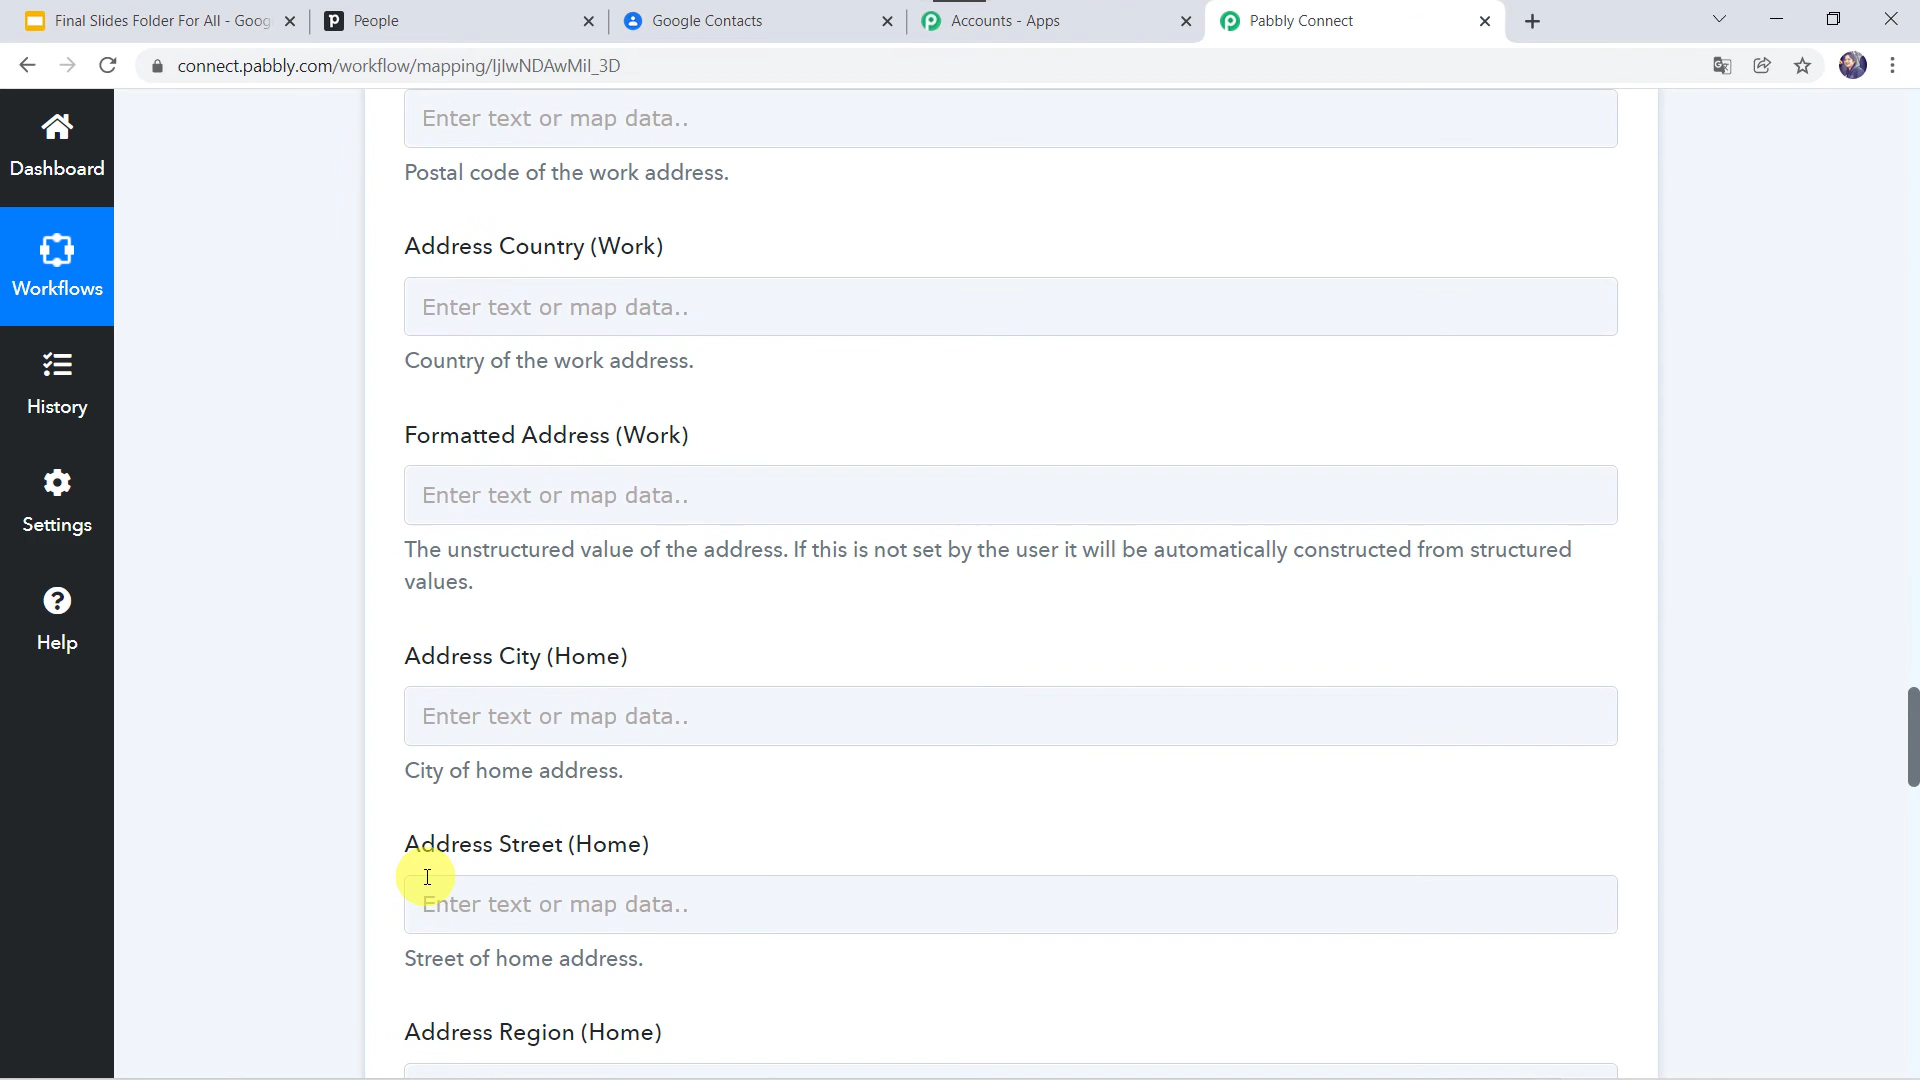 Final Slides Folder For All - Goog
People
Google Contacts
Accounts - Apps
Pabbly Connect
connect.pabbly.com/workflow/mapping/IjIwNDAwMiI_3D
Dashboard
Workflows
History
Settings
Help
Enter text or map data..
Postal code of the work address.
Address Country (Work)
Enter text or map data..
Country of the work address.
Formatted Address (Work)
Enter text or map data..
The unstructured value of the address. If this is not set by the user it will be automatically constructed from structured
values.
Address City (Home)
Enter text or map data..
City of home address.
Address Street (Home)
Enter text or map data..
Street of home address.
Address Region (Home)